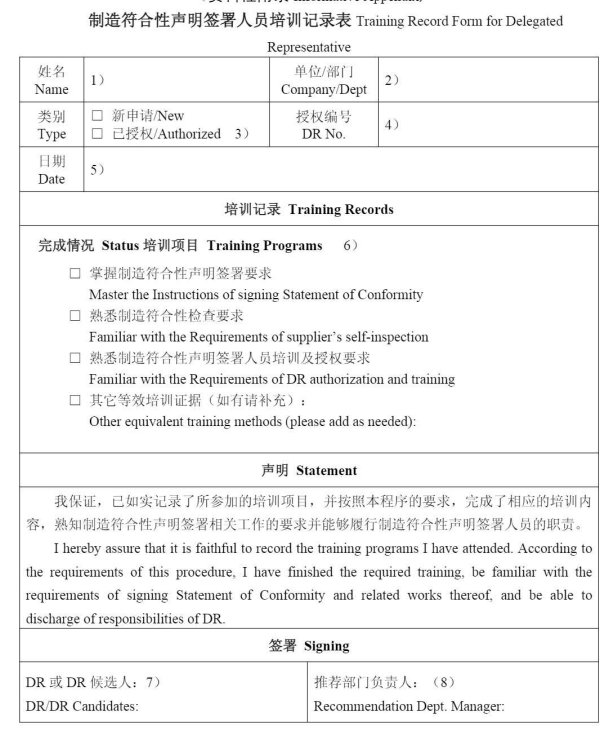 制造符合性声明签署人员培训记录表 Training Record Form for Delegated
Representative
姓名
Name
1）
单位/部门
Company/Dept
2）
类别
Type
□ 新申请/New
□ 已授权/Authorized 3）
授权编号
DR No.
4）
日期
Date
5）
培训记录 Training Records
完成情况 Status 培训项目 Training Programs 6）
□ 掌握制造符合性声明签署要求
Master the Instructions of signing Statement of Conformity
□ 熟悉制造符合性检查要求
Familiar with the Requirements of supplier’s self-inspection
□ 熟悉制造符合性声明签署人员培训及授权要求
Familiar with the Requirements of DR authorization and training
□ 其它等效培训证据（如有请补充）：
Other equivalent training methods (please add as needed):
声明 Statement
我保证，已如实记录了所参加的培训项目，并按照本程序的要求，完成了相应的培训内
容，熟知制造符合性声明签署相关工作的要求并能够履行制造符合性声明签署人员的职责。
I hereby assure that it is faithful to record the training programs I have attended. According to
the requirements of this procedure, I have finished the required training, be familiar with the
requirements of signing Statement of Conformity and related works thereof, and be able to
discharge of responsibilities of DR.
签署 Signing
DR 或 DR 候选人：7）
DR/DR Candidates:
推荐部门负责人：（8）
Recommendation Dept. Manager: